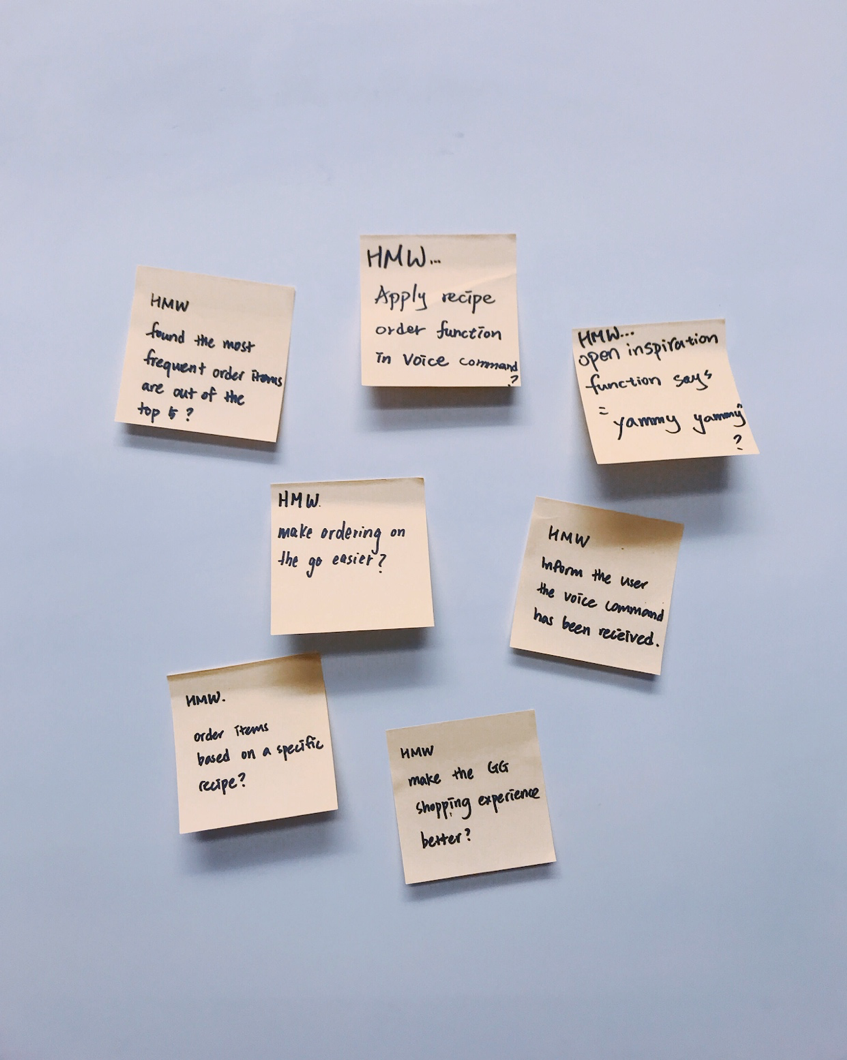 HMW
found the most
frequent order items
are out of the
top 5 ?
HMW...
Apply recipe
order function
in voice command
?
HMW...
open inspiration
function says
" yammy yammy"
?
HMW.
make ordering on
the go easier?
HMW
Inform the user
the voice command
has been received.
HMW.
order items
based on a specific
recipe?
HMW
make the GG
shopping experience
better?